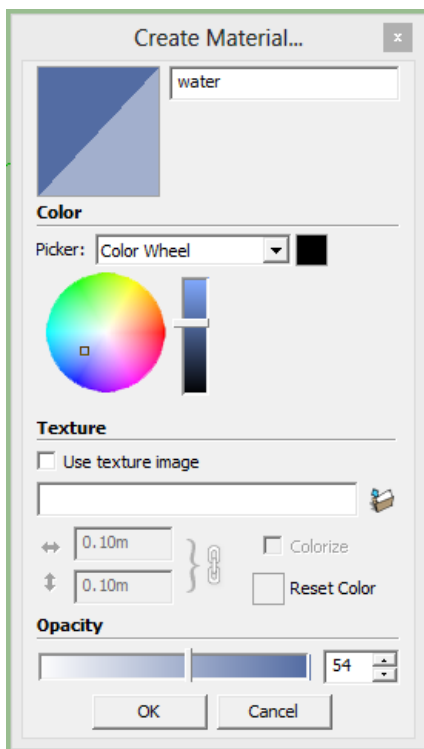 Create Material...
x
water
Color
Picker: Color Wheel
Texture
Use texture image
0.10m
Colorize
0.10m
Reset Color
Opacity
54
OK Cancel